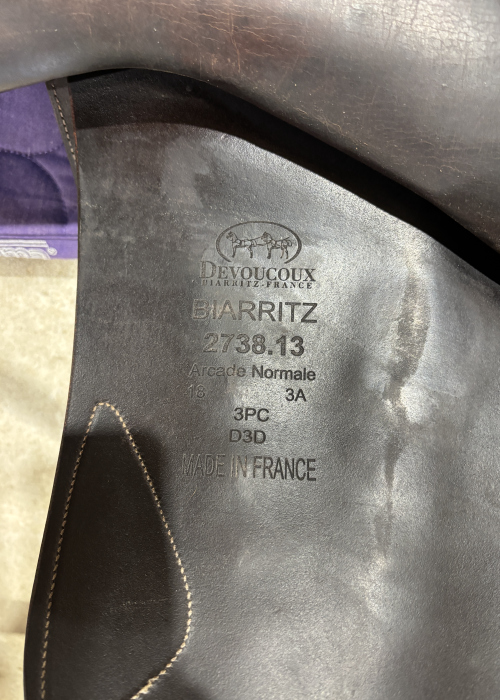 DEVOUCOUX
BIARRITZ-FRANCE
BIARRITZ
2738.13
Arcade Normale
18 3A
3PC
D3D
MADE IN FRANCE